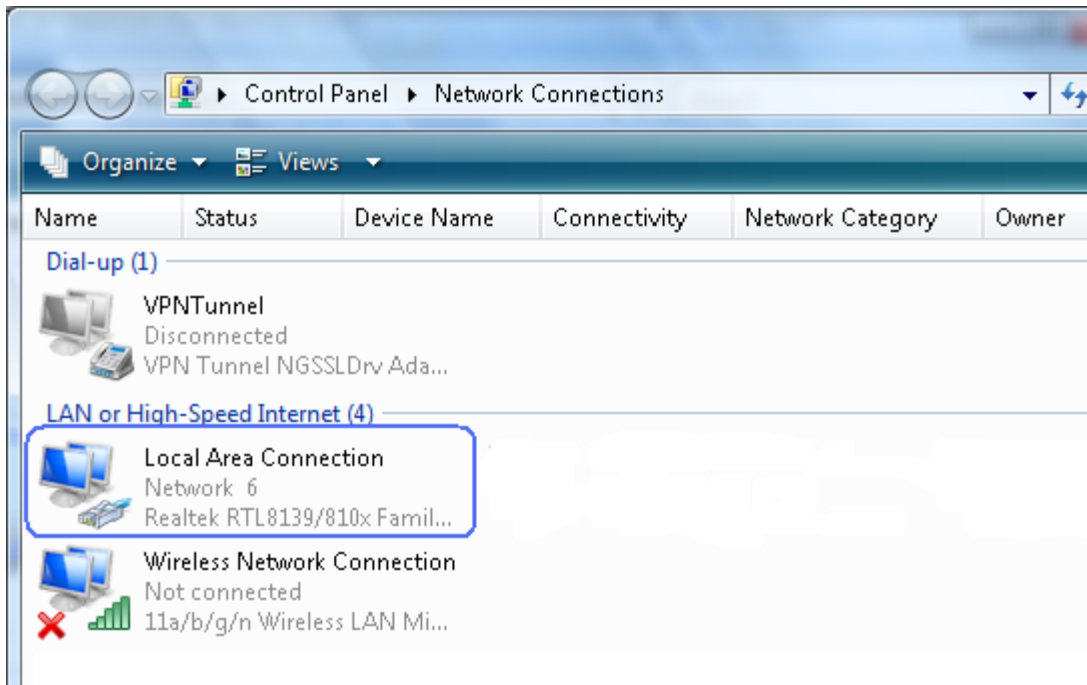 Control Panel Network Connections
Organize Views
Name Status Device Name Connectivity Network Category Owner
Dial-up (1)
VPNTunnel
Disconnected
VPN Tunnel NGSSLDrv Ada...
LAN or High-Speed Internet (4)
Local Area Connection
Network 6
Realtek RTL8139/810x Famil...
Wireless Network Connection
Not connected
11a/b/g/n Wireless LAN Mi...